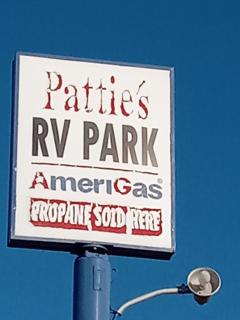 Pattie's
RV PARK
AmeriGas®
PROPANE SOLD HERE